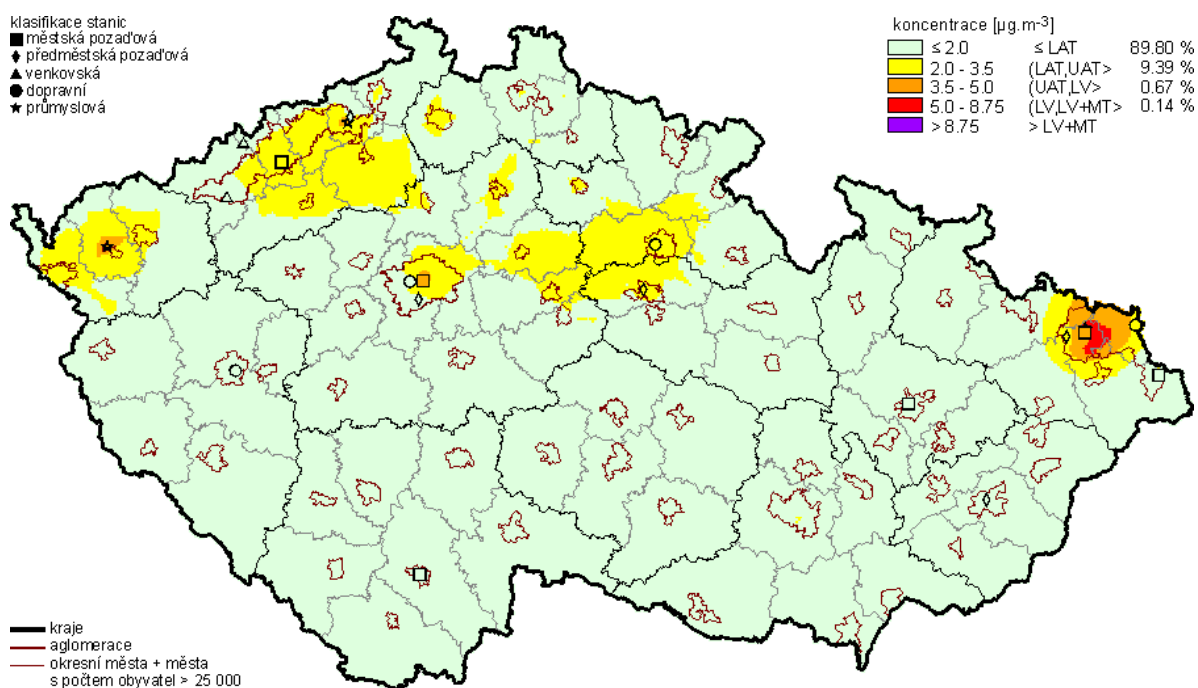 klasifikace stanic
městská pozaďová
předměstská pozaďová
venkovská
dopravní
průmyslová
koncentrace [µg.m-3]
≤ 2.0 ≤ LAT 89.80 %
2.0 - 3.5 (LAT,UAT> 9.39 %
3.5 - 5.0 (UAT,LV> 0.67 %
5.0 - 8.75 (LV,LV+MT> 0.14 %
> 8.75 > LV+MT
kraje
aglomerace
okresní města + města
s počtem obyvatel > 25 000